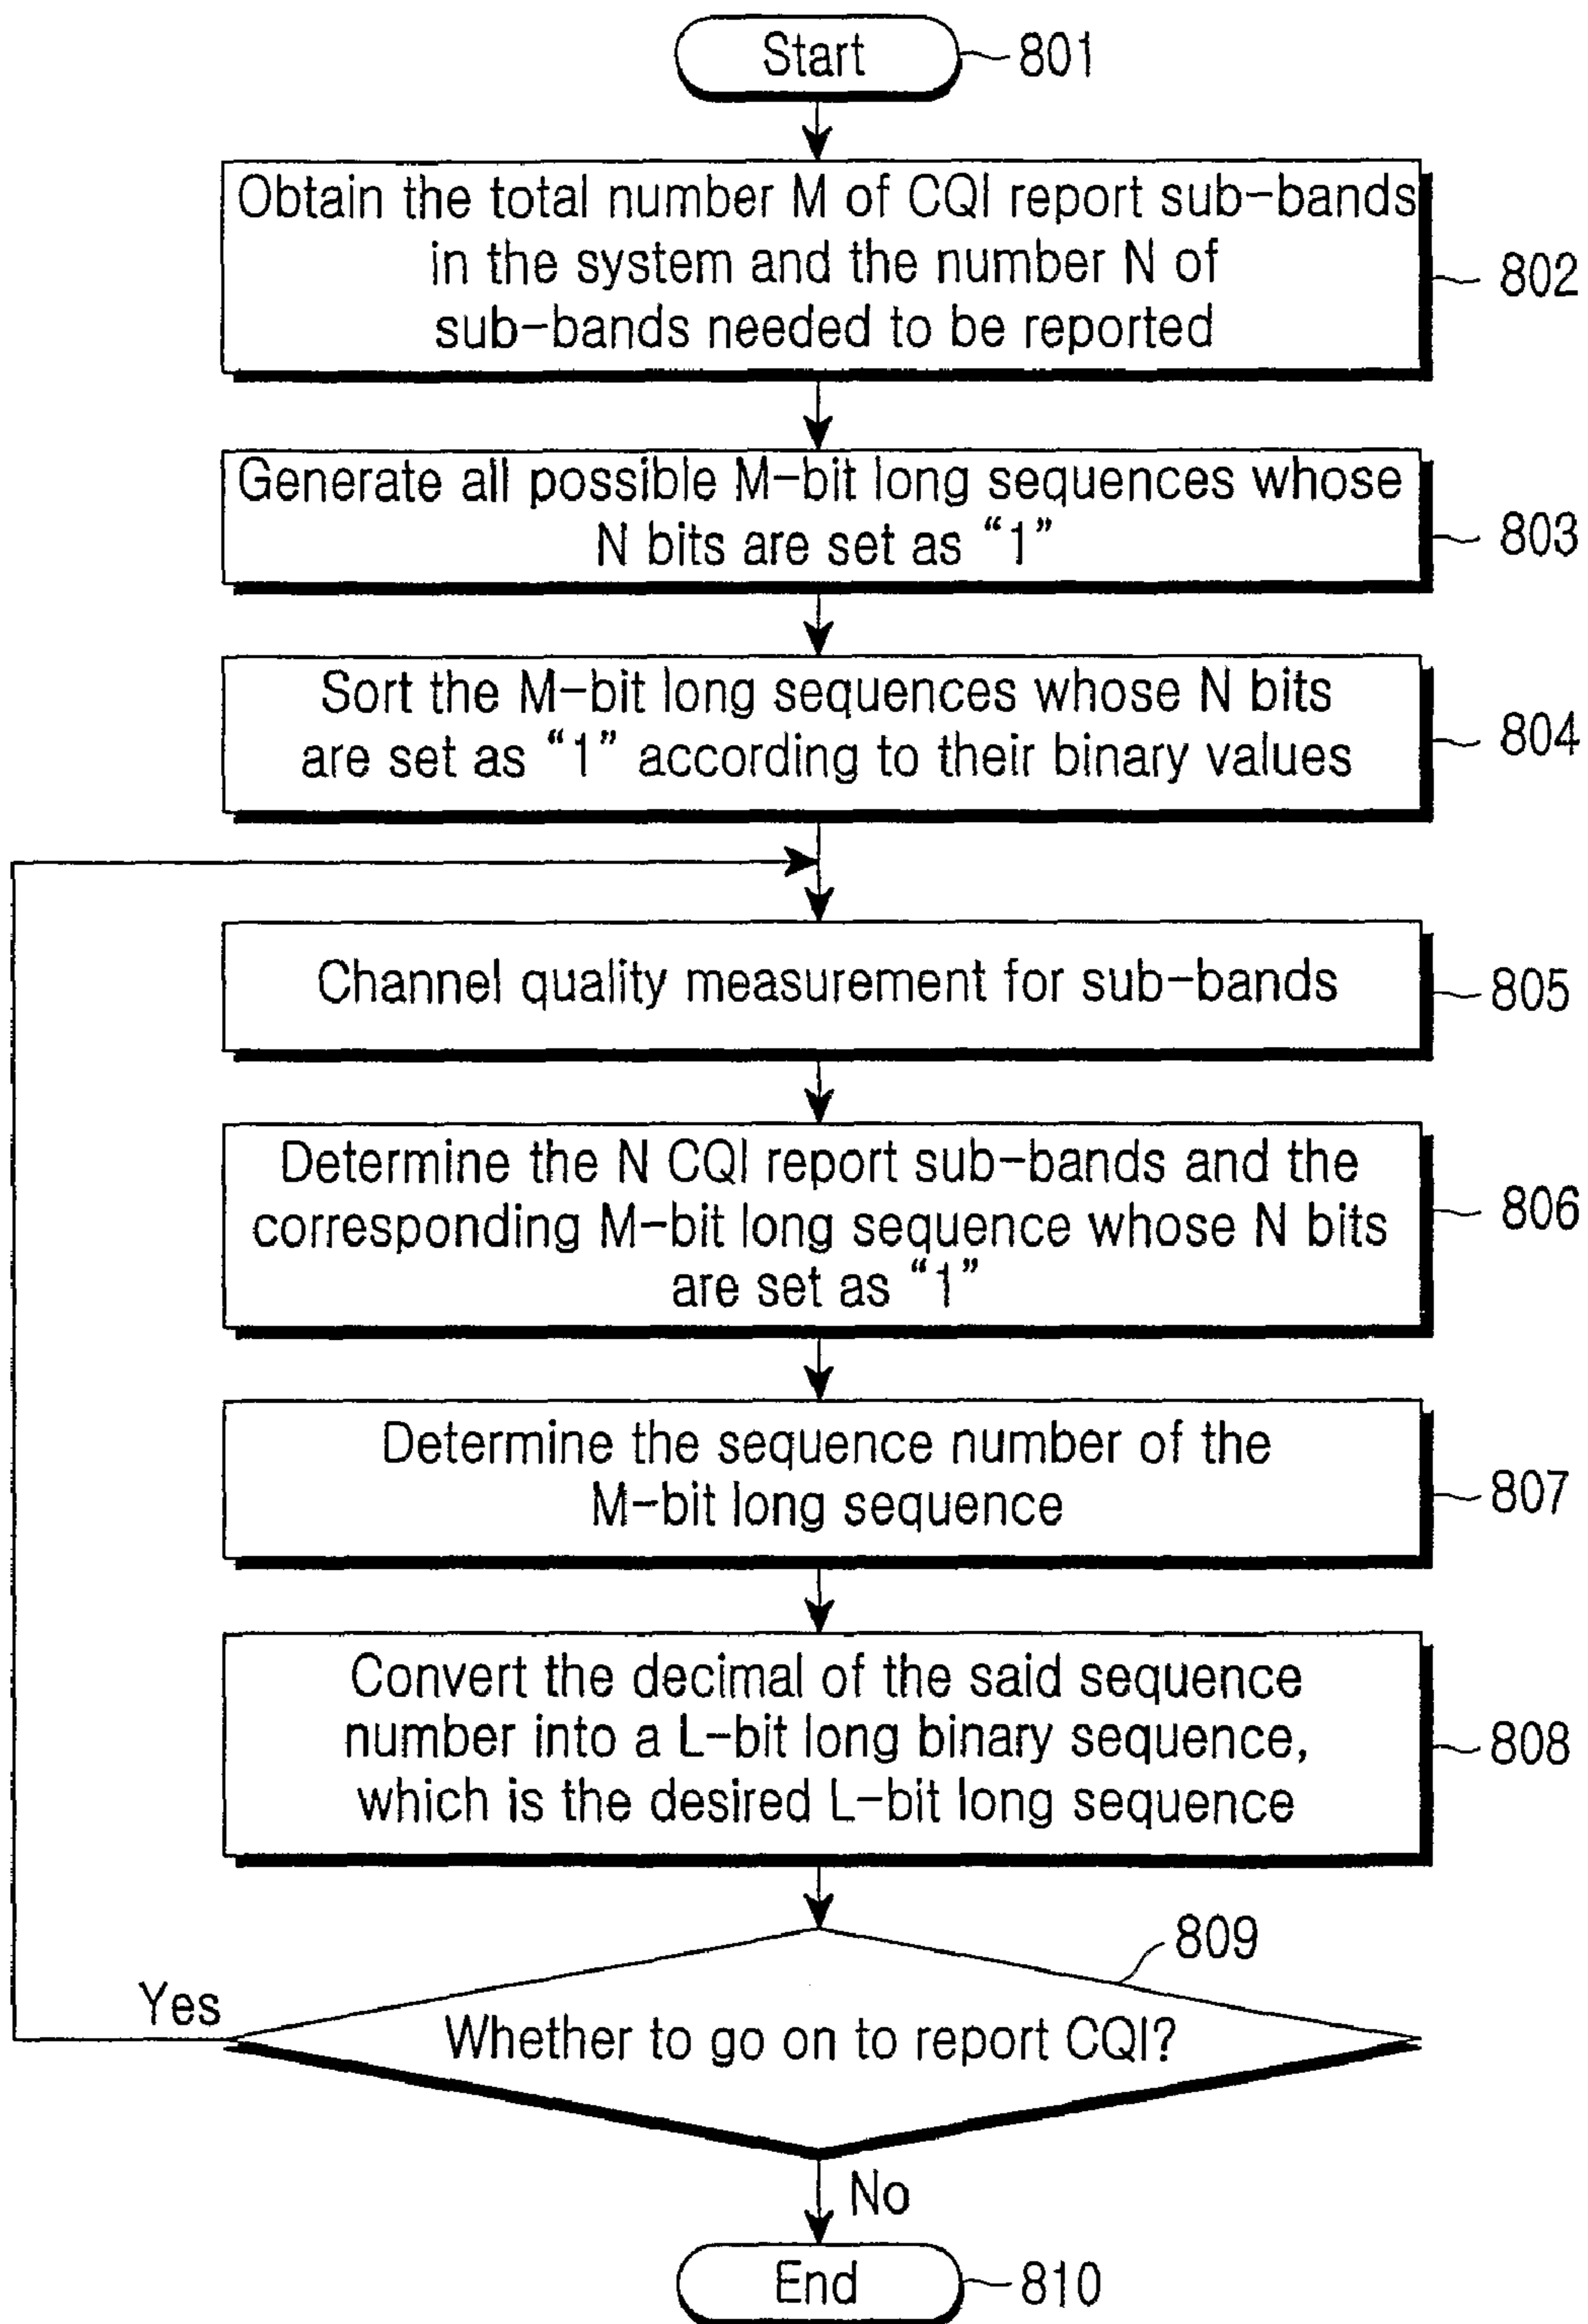 Start
801
Obtain the total number M of CQI report sub-bands
in the system and the number N of
sub-bands needed to be reported
802
Generate all possible M-bit long sequences whose
N bits are set as “1”
803
Sort the M-bit long sequences whose N bits
are set as “1” according to their binary values
804
Channel quality measurement for sub-bands
805
Determine the N CQI report sub-bands and the
corresponding M-bit long sequence whose N bits
are set as “1”
806
Determine the sequence number of the
M-bit long sequence
807
Convert the decimal of the said sequence
number into a L-bit long binary sequence,
which is the desired L-bit long sequence
808
809
Yes
Whether to go on to report CQI?
No
End
810